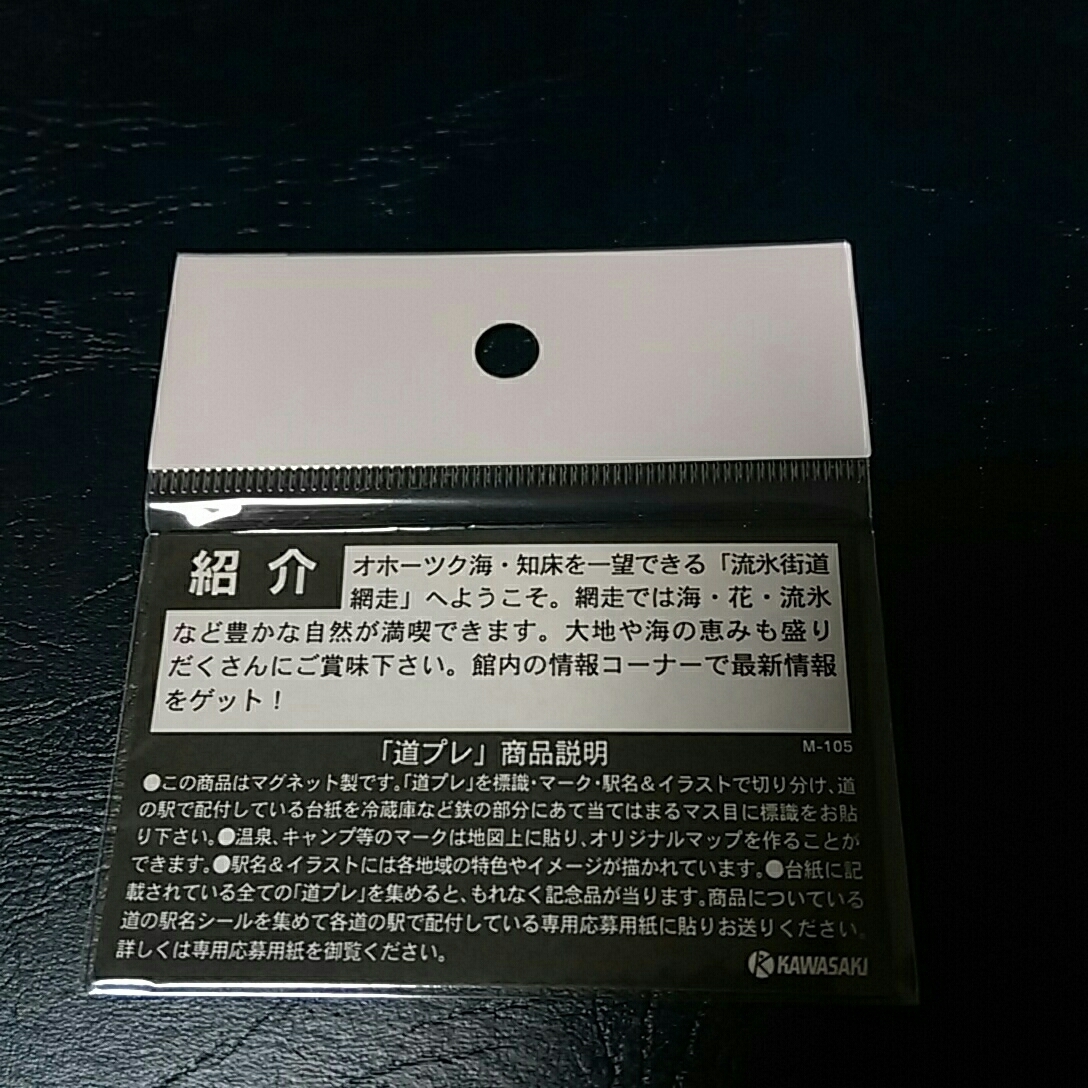 紹介
オホーツク海・知床を一望できる「流氷街道
網走」へようこそ。網走では海・花・流氷
など豊かな自然が満喫できます。大地や海の恵みも盛り
だくさんにご賞味下さい。館内の情報コーナーで最新情報
をゲット！
「道プレ」商品説明
M-105
●この商品はマグネット製です。「道プレ」を標識・マーク・駅名＆イラストで切り分け、道
の駅で配付している台紙を冷蔵庫など鉄の部分にあて当てはまるマス目に標識をお貼
り下さい。●温泉、キャンプ等のマークは地図上に貼り、オリジナルマップを作ることが
できます。●駅名＆イラストには各地域の特色やイメージが描かれています。●台紙に記
載されている全ての「道プレ」を集めると、もれなく記念品が当ります。商品についている
道の駅名シールを集めて各道の駅で配付している専用応募用紙に貼りお送りください。
詳しくは専用応募用紙を御覧ください。
KAWASAKI